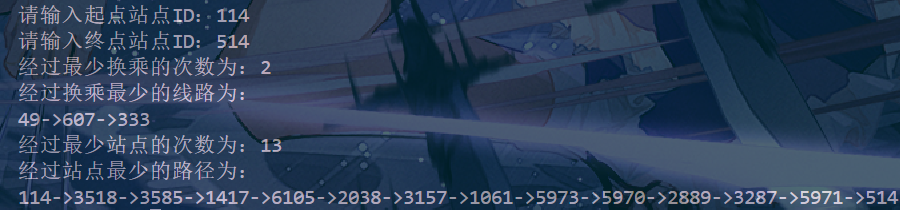 请输入起点站点ID: 114
请输入终点站点ID: 514
经过最少换乘的次数为: 2
经过换乘最少的线路为:
49->607->333
经过最少站点的次数为: 13
经过站点最少的路径为:
114->3518->3585->1417->6105->2038->3157->1061->5973->5970->2889->3287->5971->514